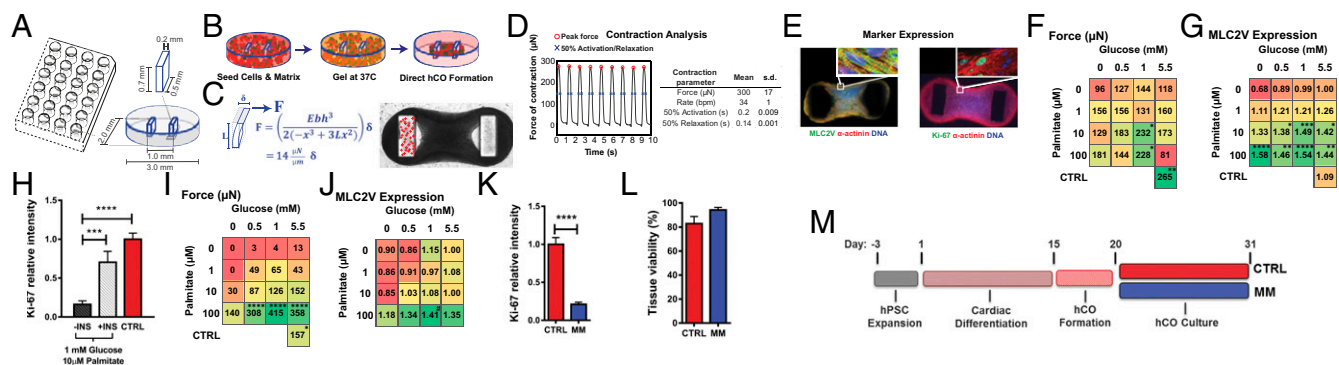 A
0.2 mm
H
0.7 mm
0.5 mm
2.0 mm
1.0 mm
3.0 mm
B
Seed Cells & Matrix
Gel at 37C
Direct hCO Formation
C
δ
F
L
F = (Ebh³ / 2(−x³ + 3Lx²)) δ
= 14 μN/μm δ
D
Contraction Analysis
Peak force
50% Activation/Relaxation
Force of contraction (μN)
300
200
100
0
0 1 2 3 4 5 6 7 8 9 10
Time (s)
Contraction parameter Mean s.d.
Force (μN) 300 17
Rate (bpm) 34 1
50% Activation (s) 0.2 0.009
50% Relaxation (s) 0.14 0.001
E
Marker Expression
MLC2V α-actinin DNA
Ki-67 α-actinin DNA
F
Force (μN)
Glucose (mM)
0 0.5 1 5.5
Palmitate (μM)
0 96 127 144 118
1 156 156 131 160
10 129 183 232* 173
100 181 144 228* 81
CTRL 265**
G
MLC2V Expression
Glucose (mM)
0 0.5 1 5.5
Palmitate (μM)
0 0.68 0.89 0.99 1.00
1 1.11 1.21 1.21 1.26
10 1.33 1.38* 1.49**** 1.42*
100 1.58**** 1.46** 1.54**** 1.44**
CTRL 1.09
H
Ki-67 relative intensity
1.5
1.0
0.5
0.0
****
***
-INS +INS CTRL
1 mM Glucose
10μM Palmitate
I
Force (μN)
Glucose (mM)
0 0.5 1 5.5
Palmitate (μM)
0 0 3 4 13
1 0 49 65 43
10 30 87 126 152
100 140 308**** 415**** 358****
CTRL 157*
J
MLC2V Expression
Glucose (mM)
0 0.5 1 5.5
Palmitate (μM)
0 0.90 0.86 1.15 1.00
1 0.86 0.91 0.97 1.08
10 0.85 1.03 1.08 1.00
100 1.18 1.34 1.41 1.35
K
Ki-67 relative intensity
1.5
1.0
0.5
0.0
****
CTRL MM
L
Tissue viability (%)
100
80
60
40
20
0
CTRL MM
M
Day: -3 1 15 20 31
hPSC Expansion
Cardiac Differentiation
hCO Formation
hCO Culture
CTRL
MM